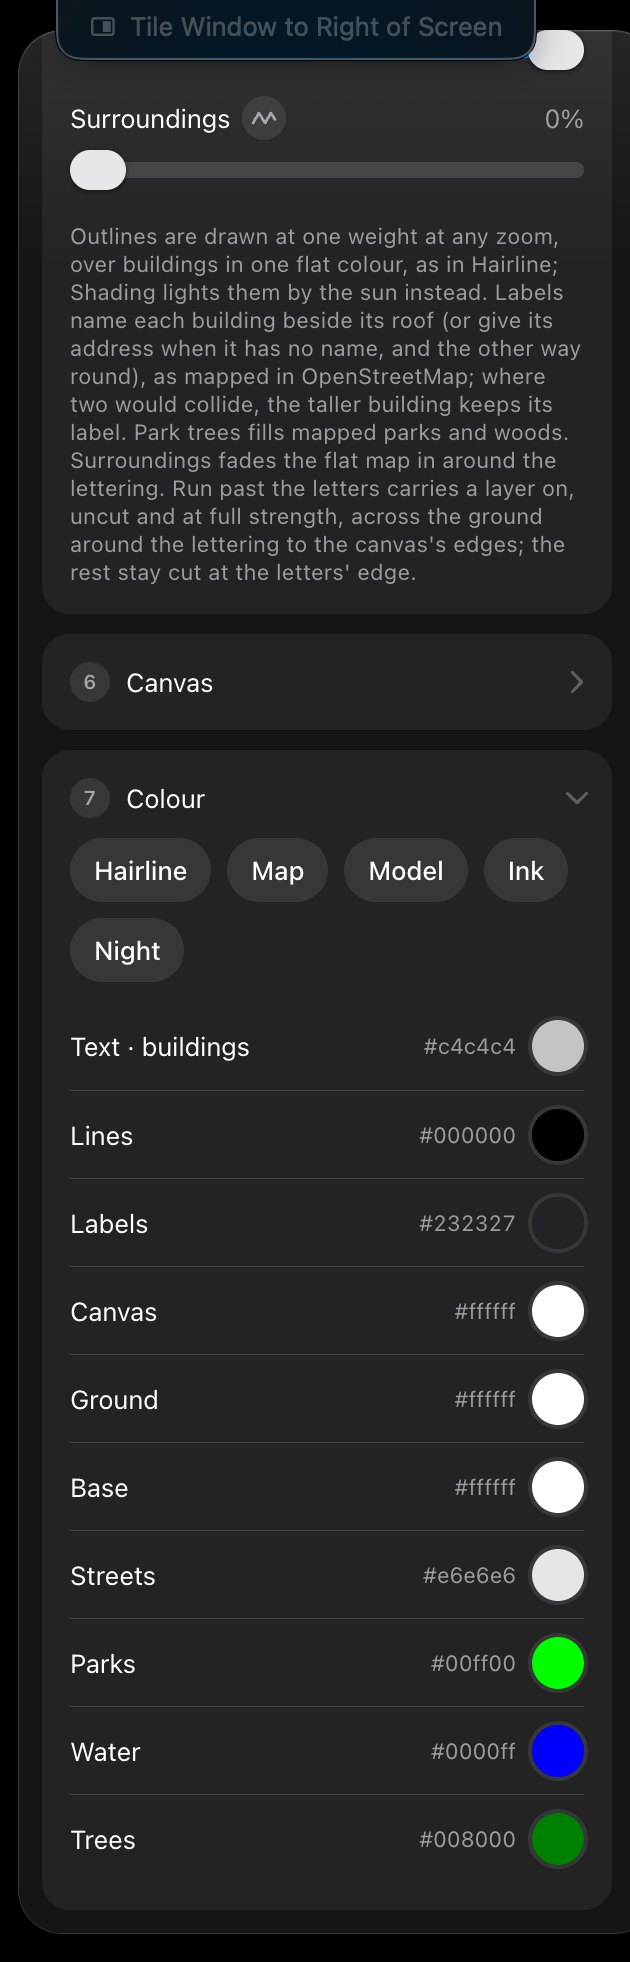 Tile Window to Right of Screen
Surroundings 0%
Outlines are drawn at one weight at any zoom,
over buildings in one flat colour, as in Hairline;
Shading lights them by the sun instead. Labels
name each building beside its roof (or give its
address when it has no name, and the other way
round), as mapped in OpenStreetMap; where
two would collide, the taller building keeps its
label. Park trees fills mapped parks and woods.
Surroundings fades the flat map in around the
lettering. Run past the letters carries a layer on,
uncut and at full strength, across the ground
around the lettering to the canvas's edges; the
rest stay cut at the letters' edge.
6 Canvas
7 Colour
Hairline Map Model Ink
Night
Text · buildings #c4c4c4
Lines #000000
Labels #232327
Canvas #ffffff
Ground #ffffff
Base #ffffff
Streets #e6e6e6
Parks #00ff00
Water #0000ff
Trees #008000